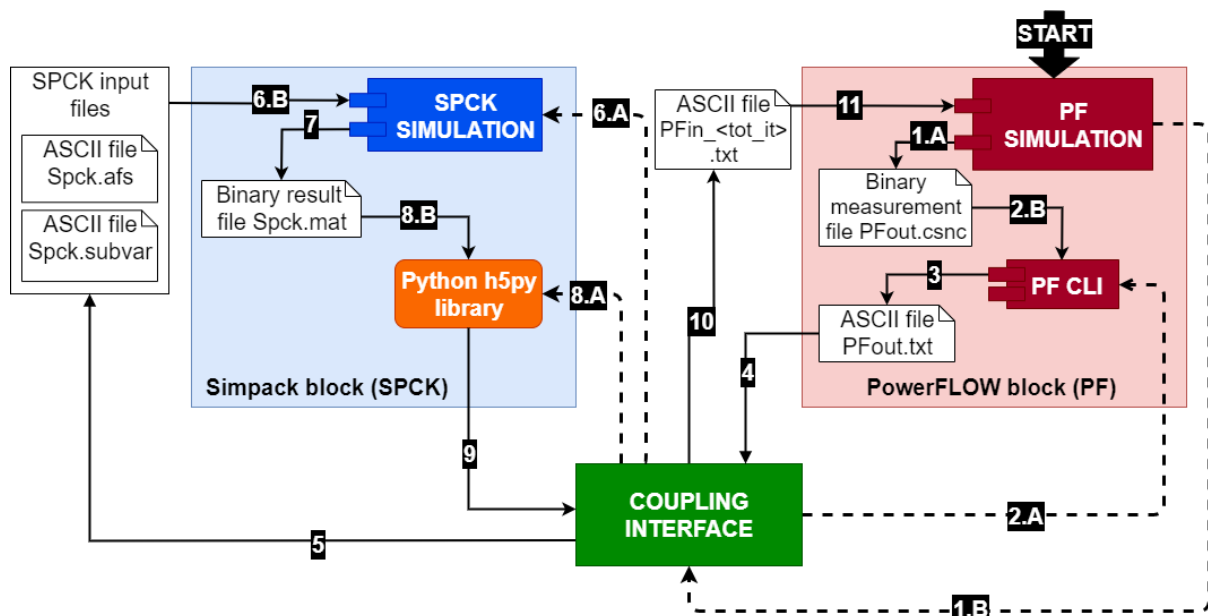 START
SPCK input
files
ASCII file
Spck.afs
ASCII file
Spck.subvar
6.B
SPCK
SIMULATION
7
Binary result
file Spck.mat
8.B
Python h5py
library
Simpack block (SPCK)
6.A
8.A
ASCII file
PFin_<tot_it>
.txt
11
PF
SIMULATION
1.A
Binary
measurement
file PFout.csnc
2.B
PF CLI
3
ASCII file
PFout.txt
PowerFLOW block (PF)
10
4
9
COUPLING
INTERFACE
2.A
5
1.B